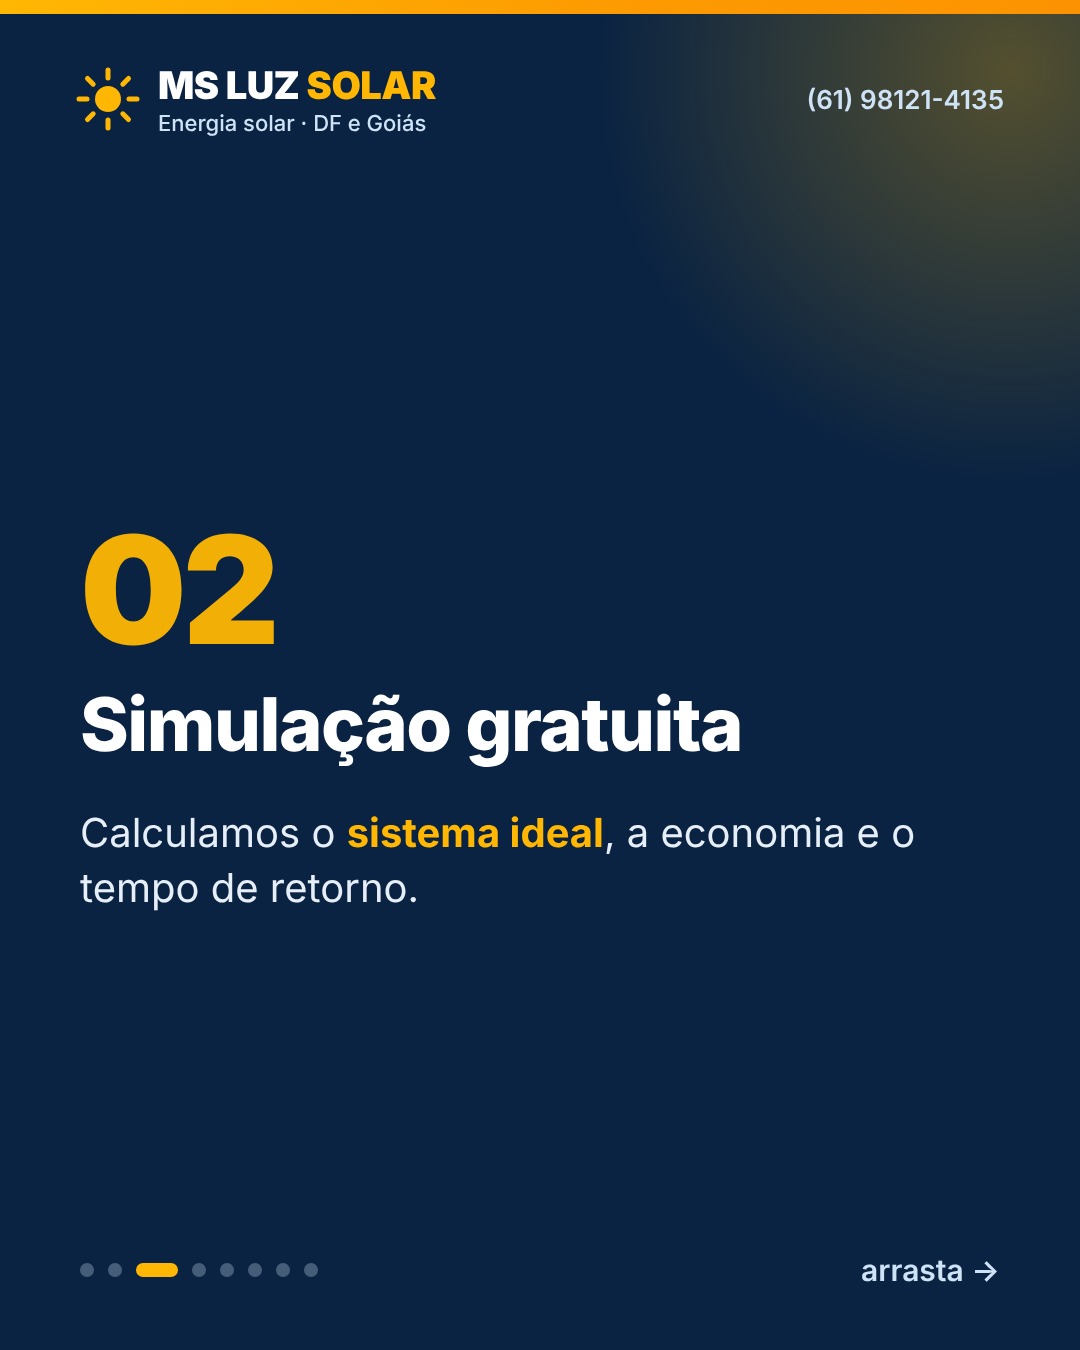 MS LUZ SOLAR
Energia solar · DF e Goiás
(61) 98121-4135
02
Simulação gratuita
Calculamos o sistema ideal, a economia e o
tempo de retorno.
arrasta →